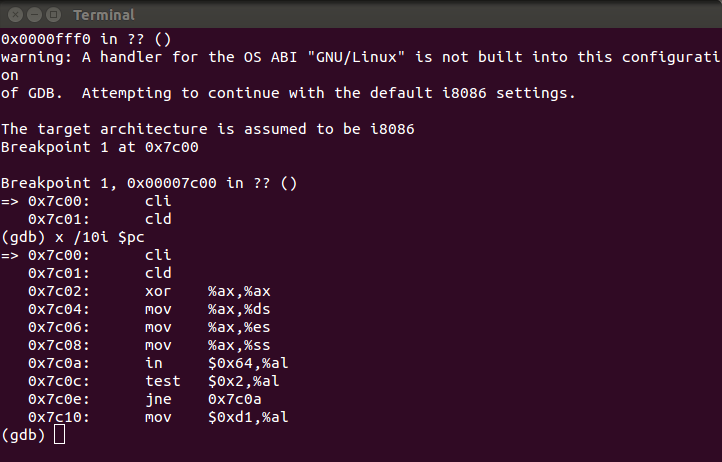 Terminal
0x0000fff0 in ?? ()
warning: A handler for the OS ABI "GNU/Linux" is not built into this configurati
on
of GDB.  Attempting to continue with the default i8086 settings.

The target architecture is assumed to be i8086
Breakpoint 1 at 0x7c00

Breakpoint 1, 0x00007c00 in ?? ()
=> 0x7c00:      cli
   0x7c01:      cld
(gdb) x /10i $pc
=> 0x7c00:      cli
   0x7c01:      cld
   0x7c02:      xor    %ax,%ax
   0x7c04:      mov    %ax,%ds
   0x7c06:      mov    %ax,%es
   0x7c08:      mov    %ax,%ss
   0x7c0a:      in     $0x64,%al
   0x7c0c:      test   $0x2,%al
   0x7c0e:      jne    0x7c0a
   0x7c10:      mov    $0xd1,%al
(gdb)